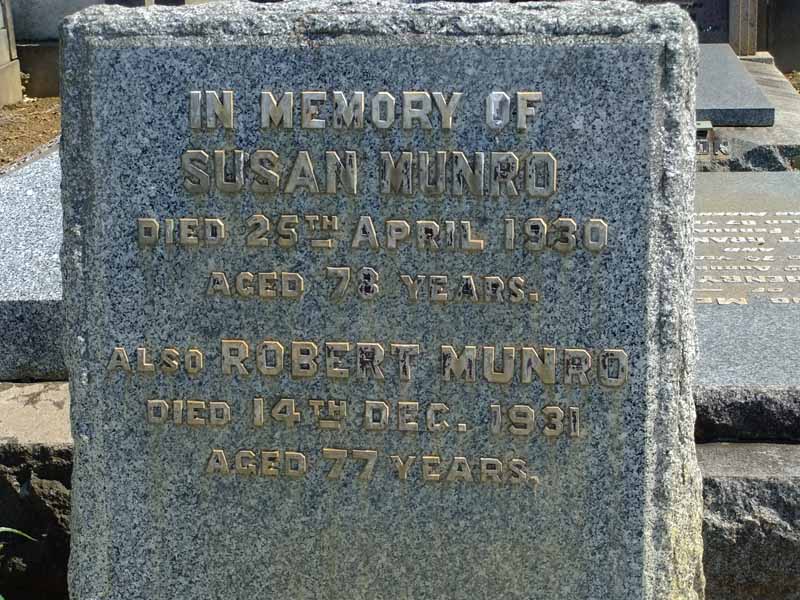 IN MEMORY OF
SUSAN MUNRO
DIED 25TH APRIL 1930
AGED 78 YEARS.
ALSO ROBERT MUNRO
DIED 14TH DEC. 1931
AGED 77 YEARS.